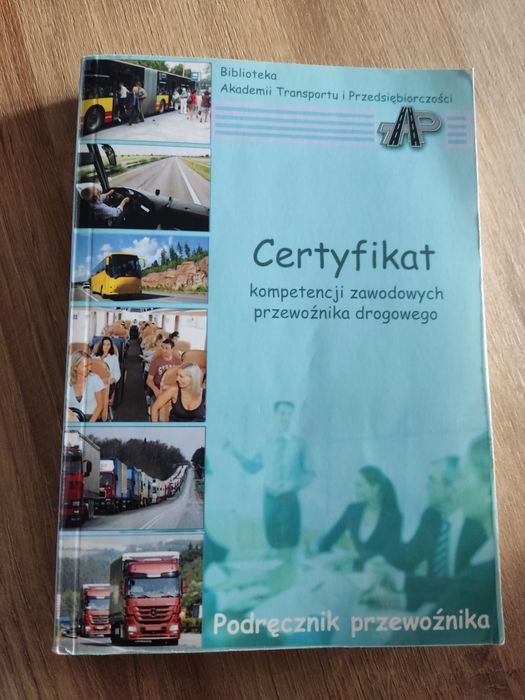 Biblioteka
Akademii Transportu i Przedsiębiorczości
Certyfikat
kompetencji zawodowych
przewoźnika drogowego
Podręcznik przewoźnika